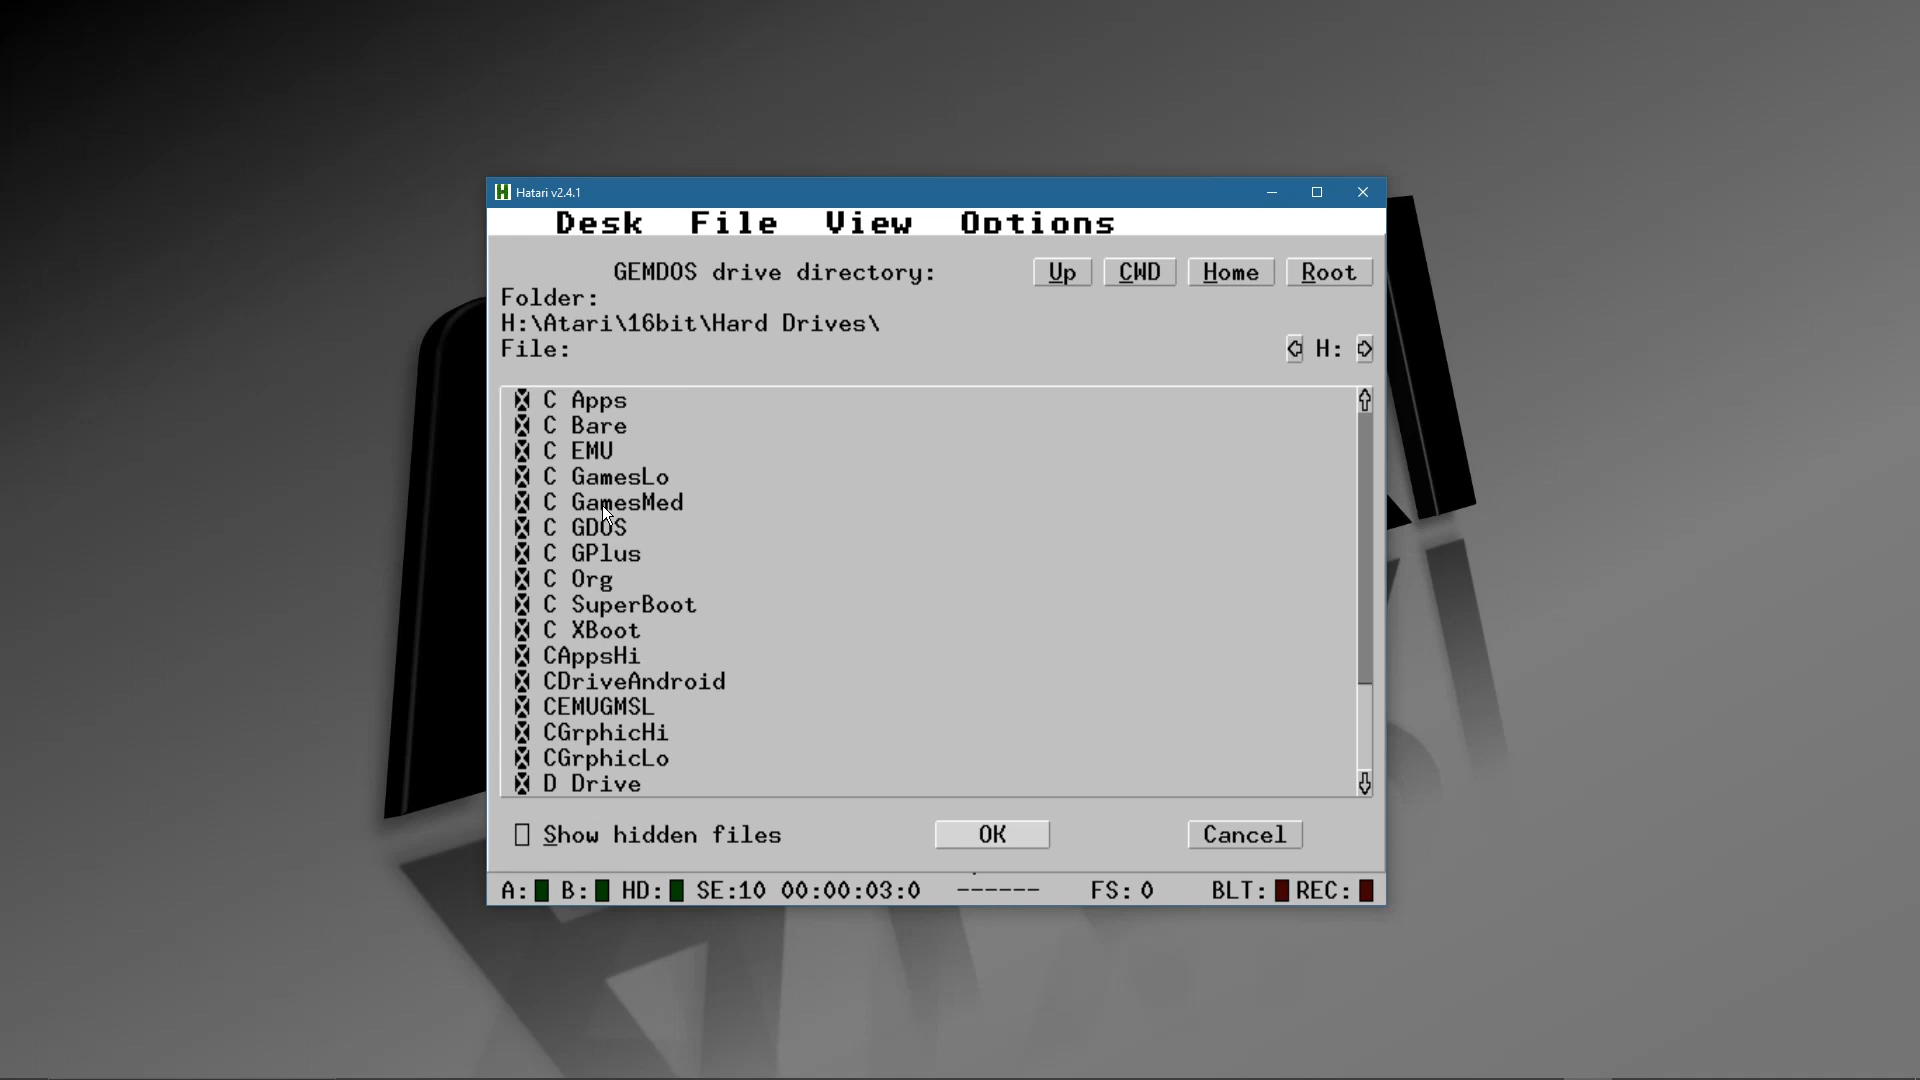 Hatari v2.4.1
Desk File View Options
GEMDOS drive directory: Up CWD Home Root
Folder:
H:\Atari\16bit\Hard Drives\
File: H:
C Apps
C Bare
C EMU
C GamesLo
C GamesMed
C GDOS
C GPlus
C Org
C SuperBoot
C XBoot
CAppsHi
CDriveAndroid
CEMUGMSL
CGrphicHi
CGrphicLo
D Drive
Show hidden files OK Cancel
A: B: HD: SE:10 00:00:03:0 ------ FS: 0 BLT: REC: